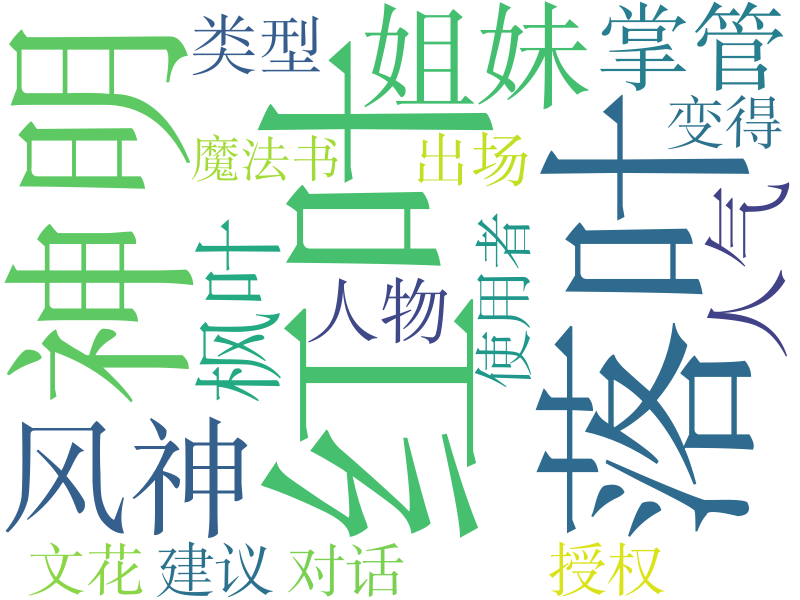 神明
类型
姐妹
掌管
变得
魔法书
出场
红叶
落叶
人气
枫叶
使用者
人物
风神
文花
建议
对话
授权